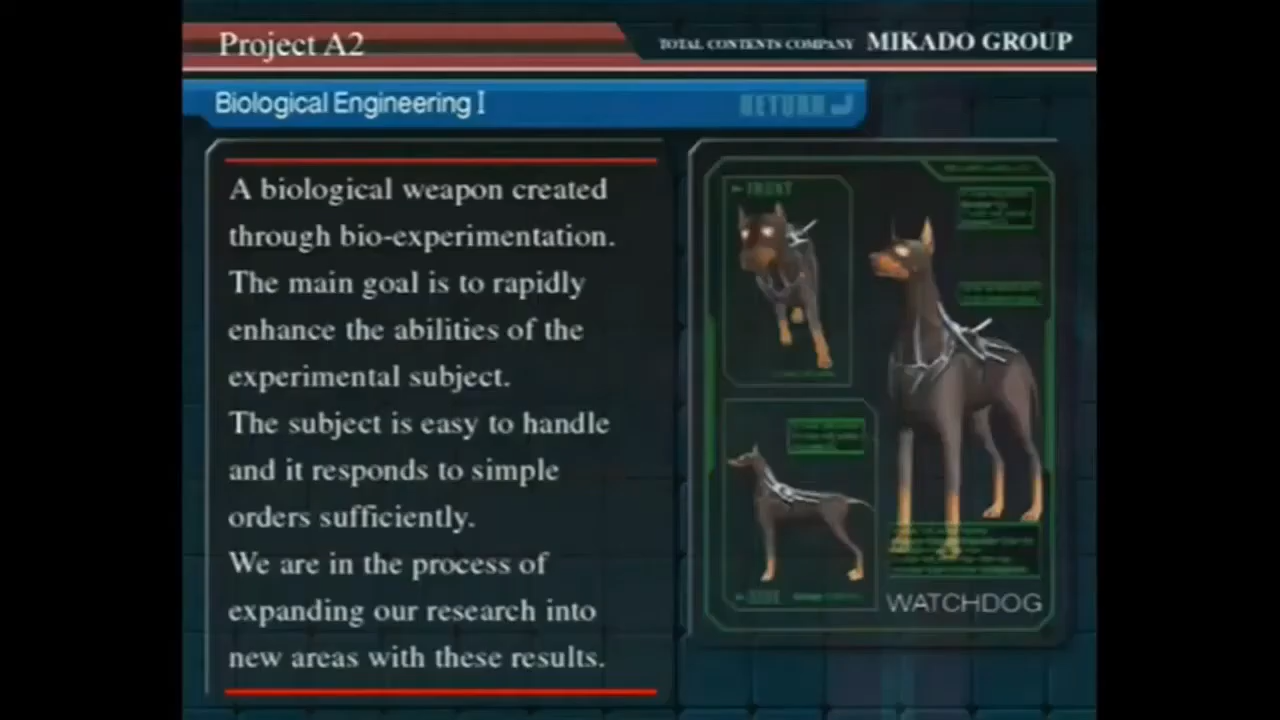 Project A2
TOTAL CONTENTS COMPANY MIKADO GROUP
Biological Engineering I
RETURN
A biological weapon created
through bio-experimentation.
The main goal is to rapidly
enhance the abilities of the
experimental subject.
The subject is easy to handle
and it responds to simple
orders sufficiently.
We are in the process of
expanding our research into
new areas with these results.
FRONT
SIDE
WATCHDOG